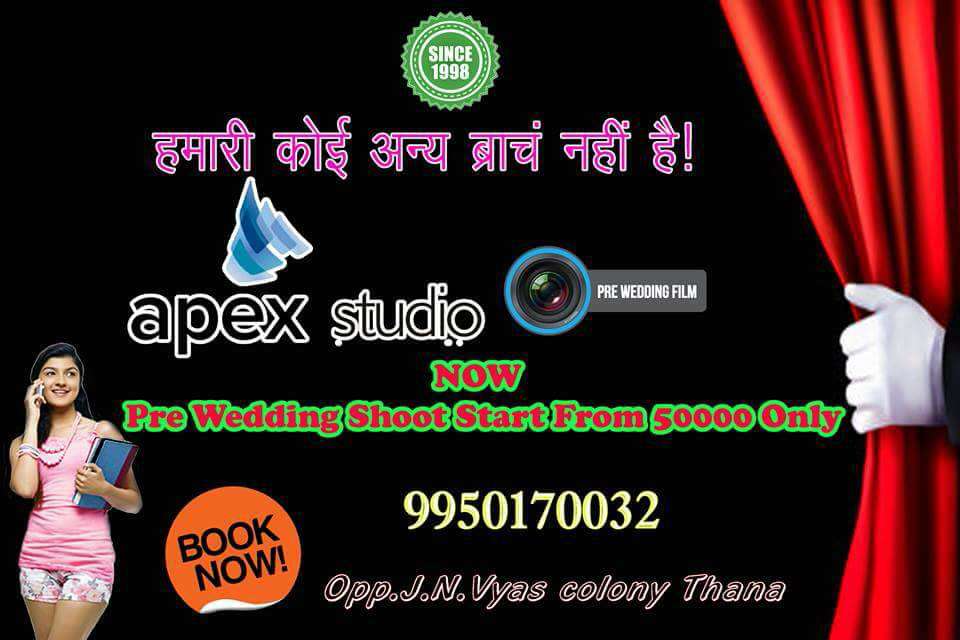 SINCE
1998
हमारी कोई अन्य ब्राचं नहीं है!
apex studio
PRE WEDDING FILM
NOW
Pre Wedding Shoot Start From 50000 Only
9950170032
BOOK
NOW!
Opp.J.N.Vyas colony Thana